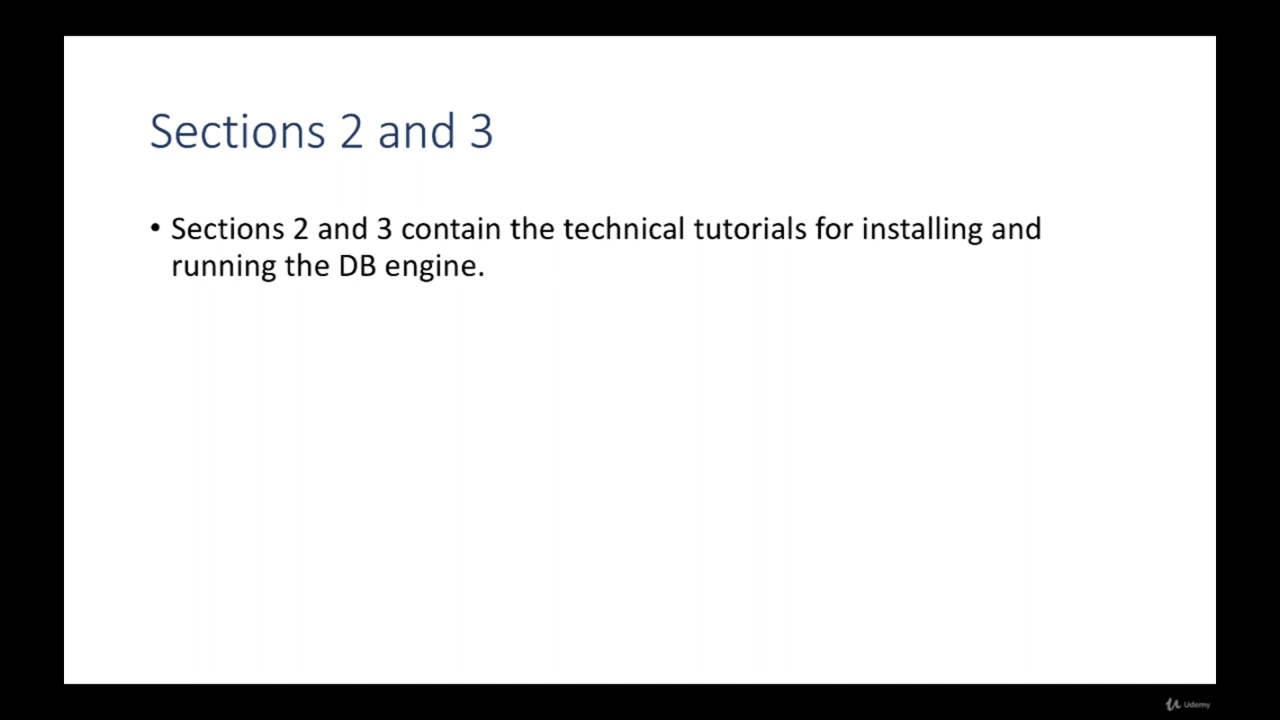 Sections 2 and 3
• Sections 2 and 3 contain the technical tutorials for installing and
running the DB engine.
Udemy